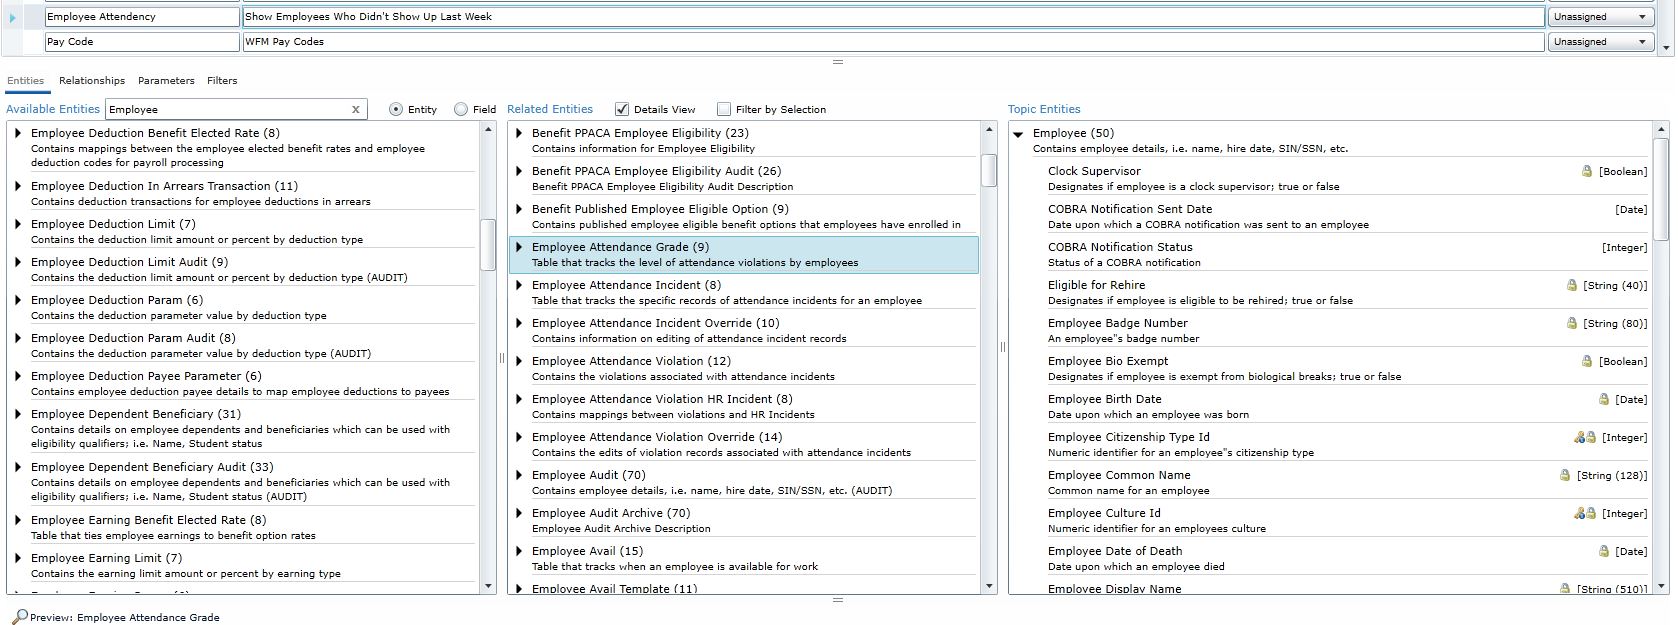 Employee Attendency Show Employees Who Didn't Show Up Last Week Unassigned
Pay Code WFM Pay Codes Unassigned
Entities Relationships Parameters Filters
Available Entities Employee x Entity Field
Employee Deduction Benefit Elected Rate (8)
Contains mappings between the employee elected benefit rates and employee
deduction codes for payroll processing
Employee Deduction In Arrears Transaction (11)
Contains deduction transactions for employee deductions in arrears
Employee Deduction Limit (7)
Contains the deduction limit amount or percent by deduction type
Employee Deduction Limit Audit (9)
Contains the deduction limit amount or percent by deduction type (AUDIT)
Employee Deduction Param (6)
Contains the deduction parameter value by deduction type
Employee Deduction Param Audit (8)
Contains the deduction parameter value by deduction type (AUDIT)
Employee Deduction Payee Parameter (6)
Contains employee deduction payee details to map employee deductions to payees
Employee Dependent Beneficiary (31)
Contains details on employee dependents and beneficiaries which can be used with
eligibility qualifiers; i.e. Name, Student status
Employee Dependent Beneficiary Audit (33)
Contains details on employee dependents and beneficiaries which can be used with
eligibility qualifiers; i.e. Name, Student status (AUDIT)
Employee Earning Benefit Elected Rate (8)
Table that ties employee earnings to benefit option rates
Employee Earning Limit (7)
Contains the earning limit amount or percent by earning type
Related Entities Details View Filter by Selection
Benefit PPACA Employee Eligibility (23)
Contains information for Employee Eligibility
Benefit PPACA Employee Eligibility Audit (26)
Benefit PPACA Employee Eligibility Audit Description
Benefit Published Employee Eligible Option (9)
Contains published employee eligible benefit options that employees have enrolled in
Employee Attendance Grade (9)
Table that tracks the level of attendance violations by employees
Employee Attendance Incident (8)
Table that tracks the specific records of attendance incidents for an employee
Employee Attendance Incident Override (10)
Contains information on editing of attendance incident records
Employee Attendance Violation (12)
Contains the violations associated with attendance incidents
Employee Attendance Violation HR Incident (8)
Contains mappings between violations and HR Incidents
Employee Attendance Violation Override (14)
Contains the edits of violation records associated with attendance incidents
Employee Audit (70)
Contains employee details, i.e. name, hire date, SIN/SSN, etc. (AUDIT)
Employee Audit Archive (70)
Employee Audit Archive Description
Employee Avail (15)
Table that tracks when an employee is available for work
Employee Avail Template (11)
Topic Entities
Employee (50)
Contains employee details, i.e. name, hire date, SIN/SSN, etc.
Clock Supervisor [Boolean]
Designates if employee is a clock supervisor; true or false
COBRA Notification Sent Date [Date]
Date upon which a COBRA notification was sent to an employee
COBRA Notification Status [Integer]
Status of a COBRA notification
Eligible for Rehire [String (40)]
Designates if employee is eligible to be rehired; true or false
Employee Badge Number [String (80)]
An employee"s badge number
Employee Bio Exempt [Boolean]
Designates if employee is exempt from biological breaks; true or false
Employee Birth Date [Date]
Date upon which an employee was born
Employee Citizenship Type Id [Integer]
Numeric identifier for an employee"s citizenship type
Employee Common Name [String (128)]
Common name for an employee
Employee Culture Id [Integer]
Numeric identifier for an employees culture
Employee Date of Death [Date]
Date upon which an employee died
Employee Display Name [String (510)]
Preview: Employee Attendance Grade